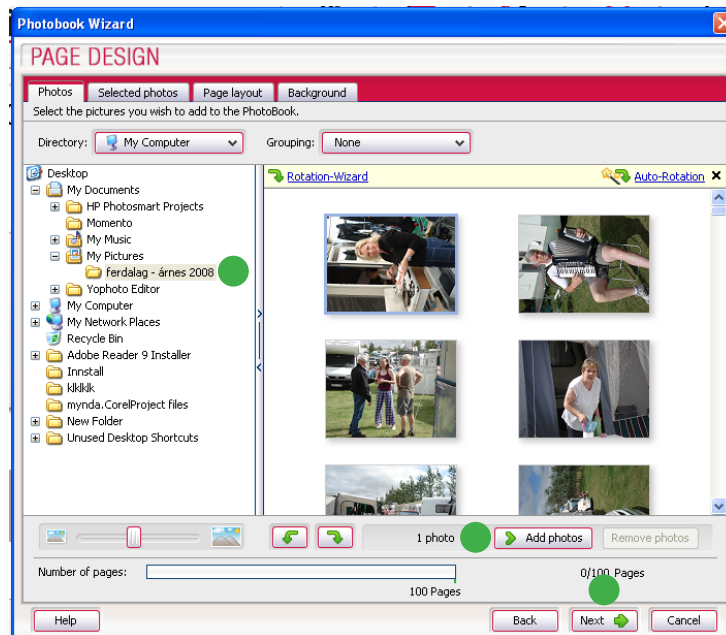 Photobook Wizard
PAGE DESIGN
Photos Selected photos Page layout Background
Select the pictures you wish to add to the PhotoBook.
Directory: My Computer Grouping: None
Desktop
My Documents
HP Photosmart Projects
Momento
My Music
My Pictures
ferdalag - árnes 2008
Yophoto Editor
My Computer
My Network Places
Recycle Bin
Adobe Reader 9 Installer
Innstall
klklklk
mynda.CorelProject files
New Folder
Unused Desktop Shortcuts
Rotation-Wizard Auto-Rotation
1 photo Add photos Remove photos
Number of pages: 0/100 Pages
100 Pages
Help Back Next Cancel